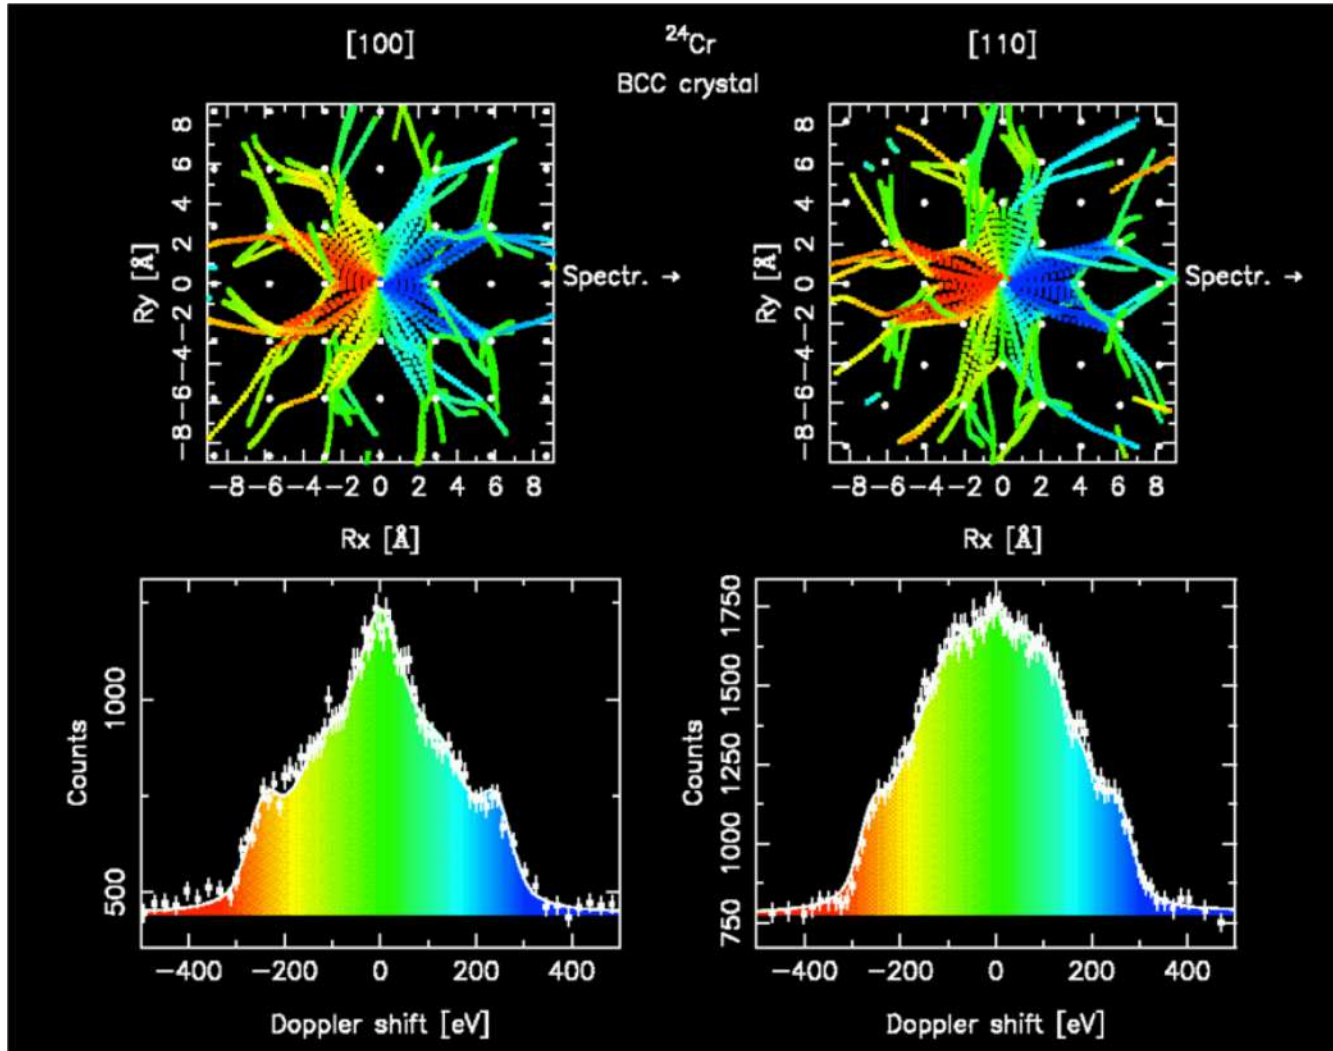 [100] ²⁴Cr [110]
BCC crystal
8 6 4 2 0 −2 −4 −6 −8
Ry [Å]
Spectr. →
−8 −6 −4 −2 0 2 4 6 8
Rx [Å]
8 6 4 2 0 −2 −4 −6 −8
Ry [Å]
Spectr. →
−8 −6 −4 −2 0 2 4 6 8
Rx [Å]
1000
500
Counts
−400 −200 0 200 400
Doppler shift [eV]
1750
1500
1250
1000
750
Counts
−400 −200 0 200 400
Doppler shift [eV]